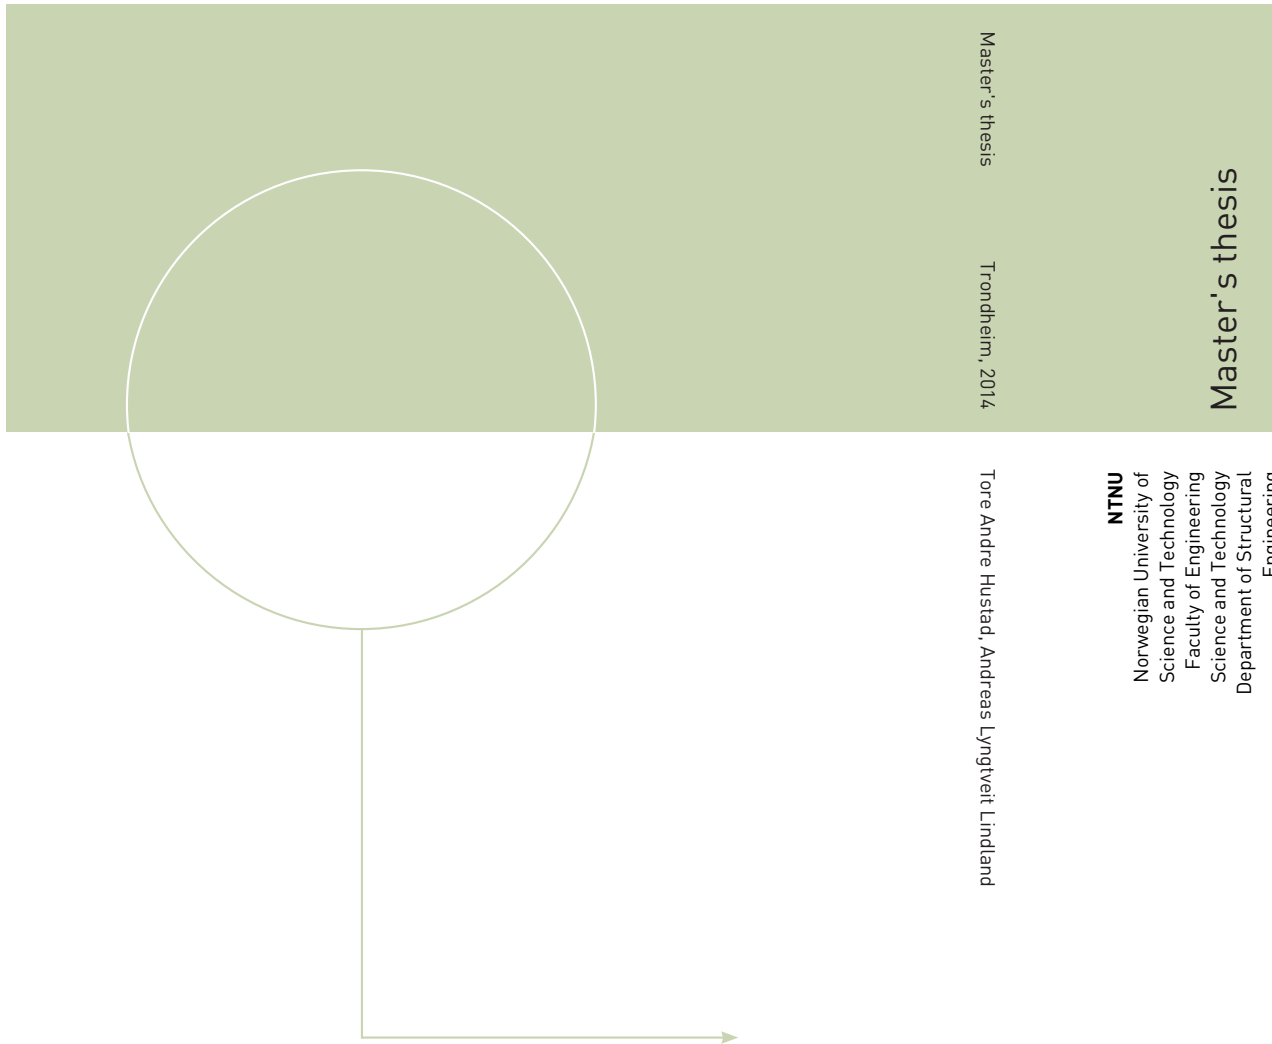 Master's thesis
Trondheim, 2014
Tore Andre Hustad, Andreas Lyngtveit Lindland
Master's thesis
NTNU
Norwegian University of
Science and Technology
Faculty of Engineering
Science and Technology
Department of Structural
Engineering